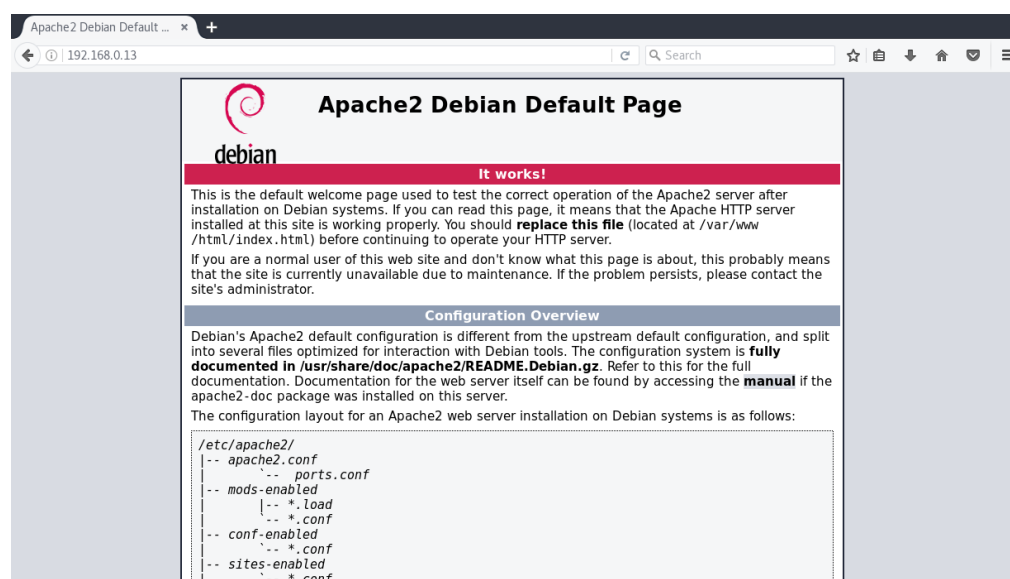 Apache2 Debian Default ...
192.168.0.13
Search
Apache2 Debian Default Page
debian
It works!
This is the default welcome page used to test the correct operation of the Apache2 server after
installation on Debian systems. If you can read this page, it means that the Apache HTTP server
installed at this site is working properly. You should replace this file (located at /var/www
/html/index.html) before continuing to operate your HTTP server.
If you are a normal user of this web site and don't know what this page is about, this probably means
that the site is currently unavailable due to maintenance. If the problem persists, please contact the
site's administrator.
Configuration Overview
Debian's Apache2 default configuration is different from the upstream default configuration, and split
into several files optimized for interaction with Debian tools. The configuration system is fully
documented in /usr/share/doc/apache2/README.Debian.gz. Refer to this for the full
documentation. Documentation for the web server itself can be found by accessing the manual if the
apache2-doc package was installed on this server.
The configuration layout for an Apache2 web server installation on Debian systems is as follows:
/etc/apache2/
|-- apache2.conf
|       `--  ports.conf
|-- mods-enabled
|       |-- *.load
|       `-- *.conf
|-- conf-enabled
|       `-- *.conf
|-- sites-enabled
|       `-- *.conf